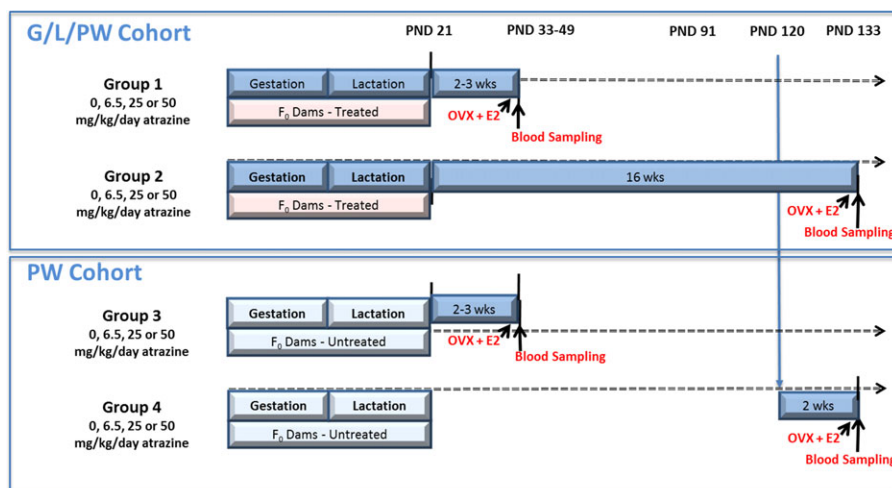 G/L/PW Cohort
PND 21
PND 33-49
PND 91
PND 120
PND 133
Group 1
0, 6.5, 25 or 50
mg/kg/day atrazine
Gestation
Lactation
2-3 wks
F₀ Dams - Treated
OVX + E2
Blood Sampling
Group 2
0, 6.5, 25 or 50
mg/kg/day atrazine
Gestation
Lactation
16 wks
F₀ Dams - Treated
OVX + E2
Blood Sampling
PW Cohort
Group 3
0, 6.5, 25 or 50
mg/kg/day atrazine
Gestation
Lactation
2-3 wks
F₀ Dams - Untreated
OVX + E2
Blood Sampling
Group 4
0, 6.5, 25 or 50
mg/kg/day atrazine
Gestation
Lactation
2 wks
F₀ Dams - Untreated
OVX + E2
Blood Sampling